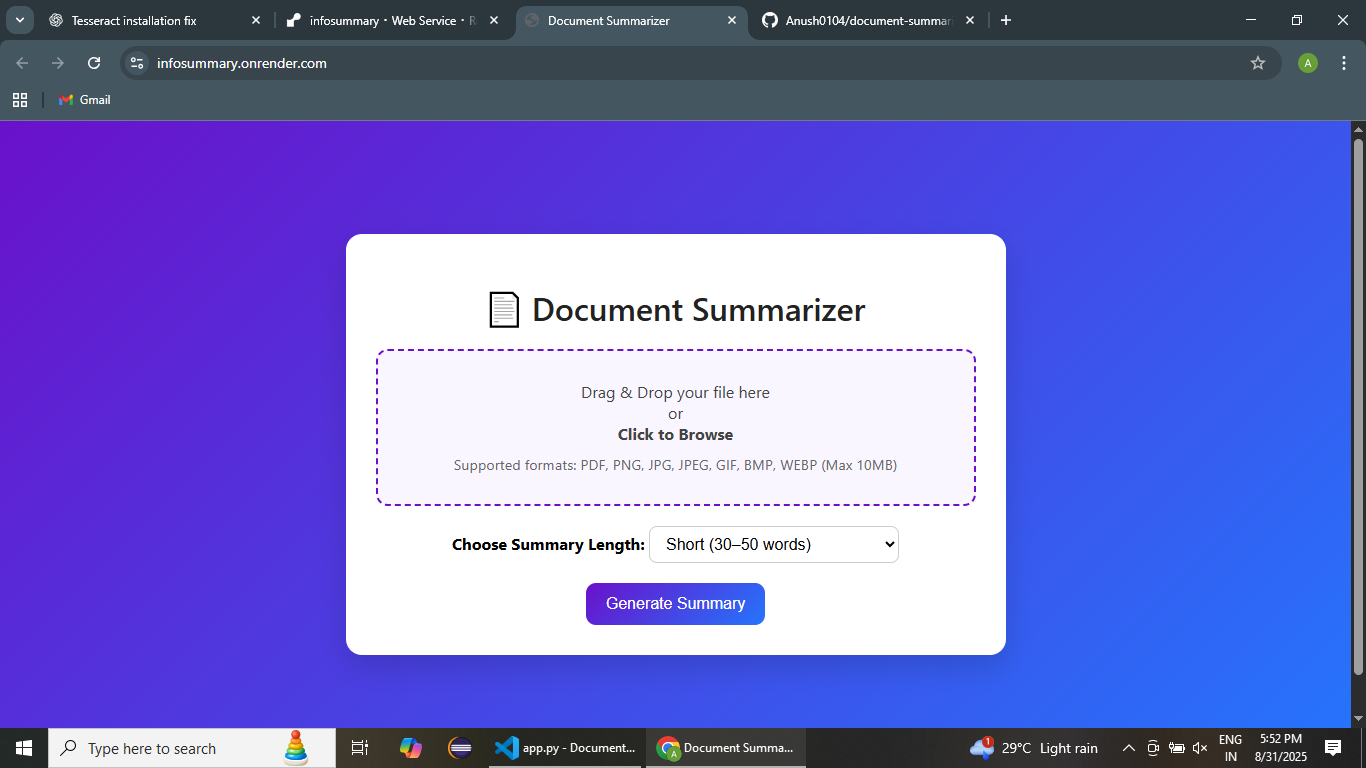 Tesseract installation fix
infosummary · Web Service · R
Document Summarizer
Anush0104/document-summar
infosummary.onrender.com
A
Gmail
Document Summarizer
Drag & Drop your file here
or
Click to Browse
Supported formats: PDF, PNG, JPG, JPEG, GIF, BMP, WEBP (Max 10MB)
Choose Summary Length: Short (30–50 words)
Generate Summary
Type here to search
app.py - Document...
A
Document Summa...
1
29°C Light rain
ENG
IN
5:52 PM
8/31/2025